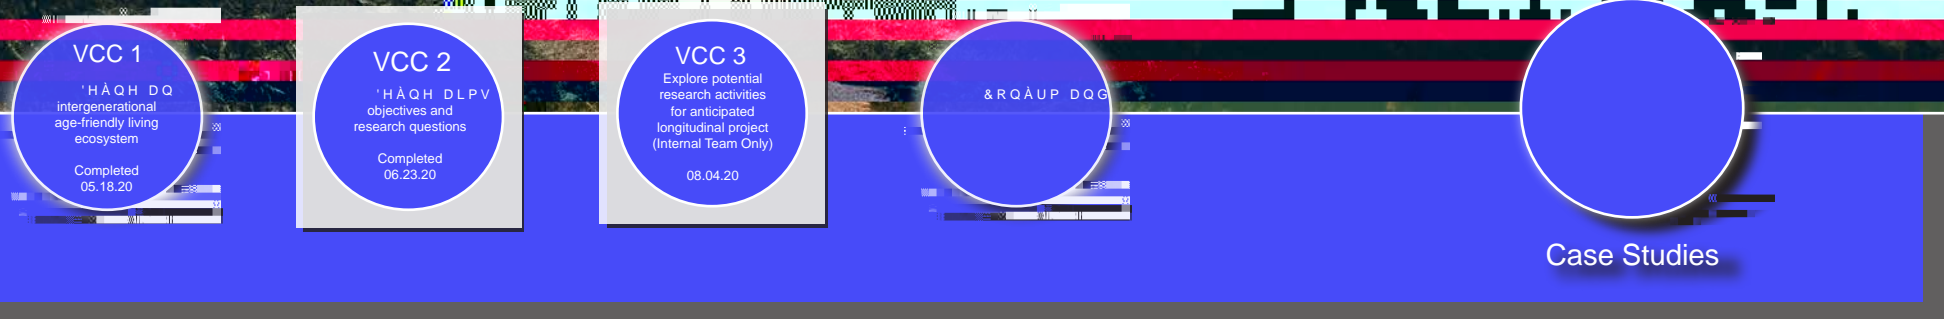 VCC 1
'HÀQH DQ
intergenerational
age-friendly living
ecosystem
Completed
05.18.20
VCC 2
'HÀQH DLPV
objectives and
research questions
Completed
06.23.20
VCC 3
Explore potential
research activities
for anticipated
longitudinal project
(Internal Team Only)
08.04.20
&RQÀUP DQG
Case Studies